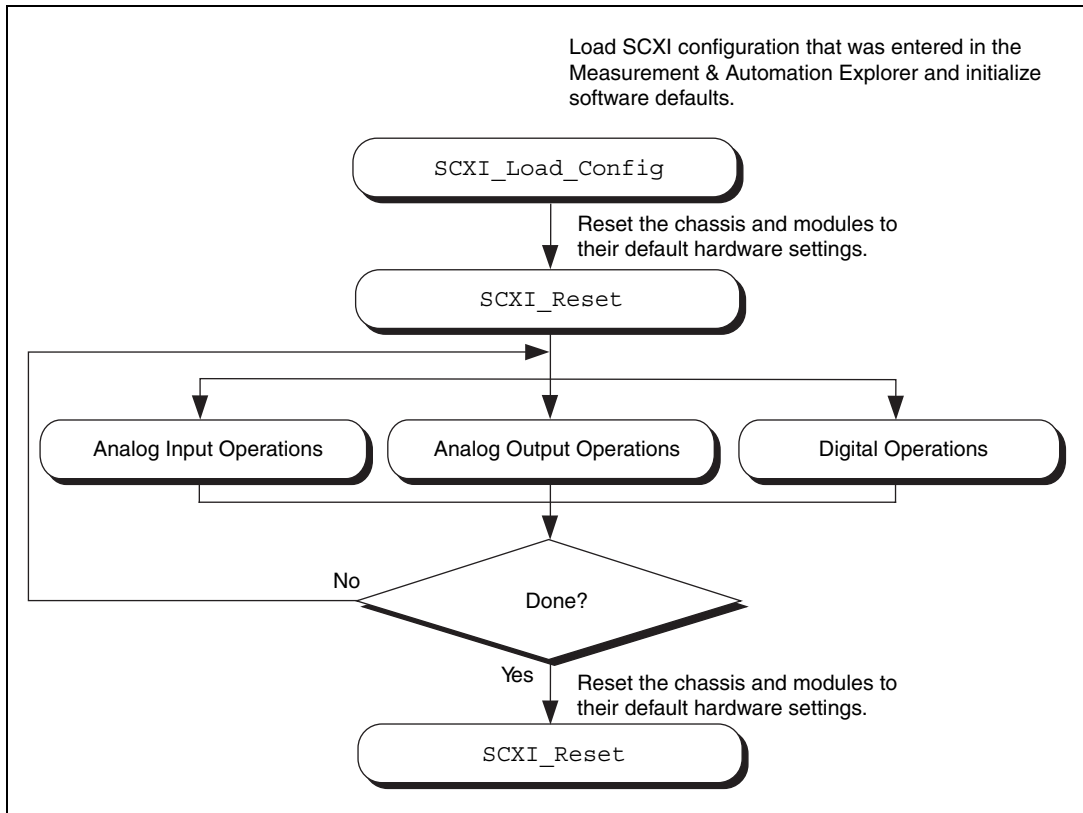 Load SCXI configuration that was entered in the
Measurement & Automation Explorer and initialize
software defaults.
SCXI_Load_Config
Reset the chassis and modules to
their default hardware settings.
SCXI_Reset
Analog Input Operations
Analog Output Operations
Digital Operations
No
Done?
Yes
Reset the chassis and modules to
their default hardware settings.
SCXI_Reset